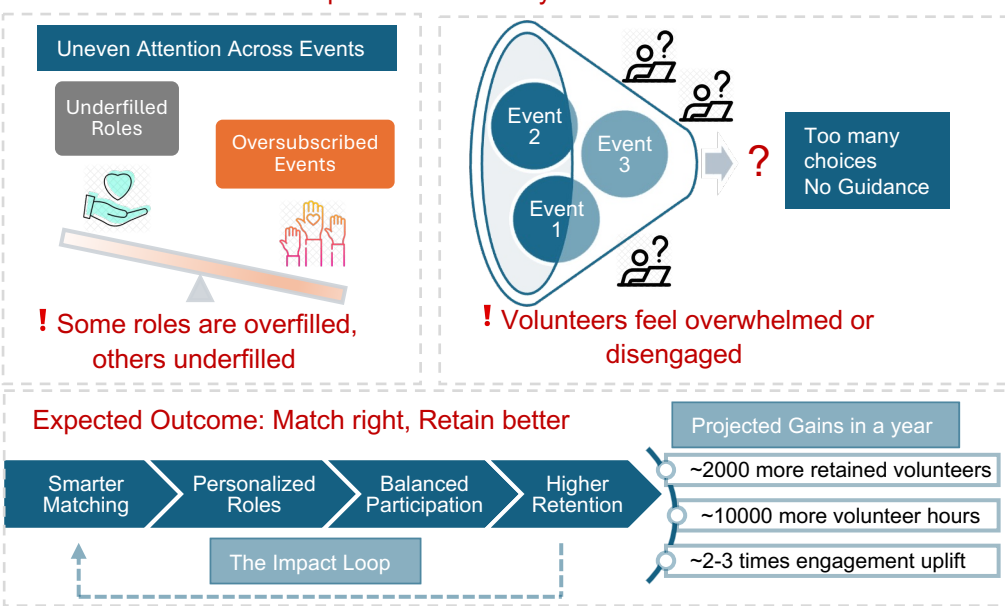 Uneven Attention Across Events
Underfilled
Roles
Oversubscribed
Events
! Some roles are overfilled,
others underfilled
Event
2
Event
3
Event
1
?
?
?
?
Too many
choices
No Guidance
! Volunteers feel overwhelmed or
disengaged
Expected Outcome: Match right, Retain better
Smarter
Matching
Personalized
Roles
Balanced
Participation
Higher
Retention
The Impact Loop
Projected Gains in a year
~2000 more retained volunteers
~10000 more volunteer hours
~2-3 times engagement uplift